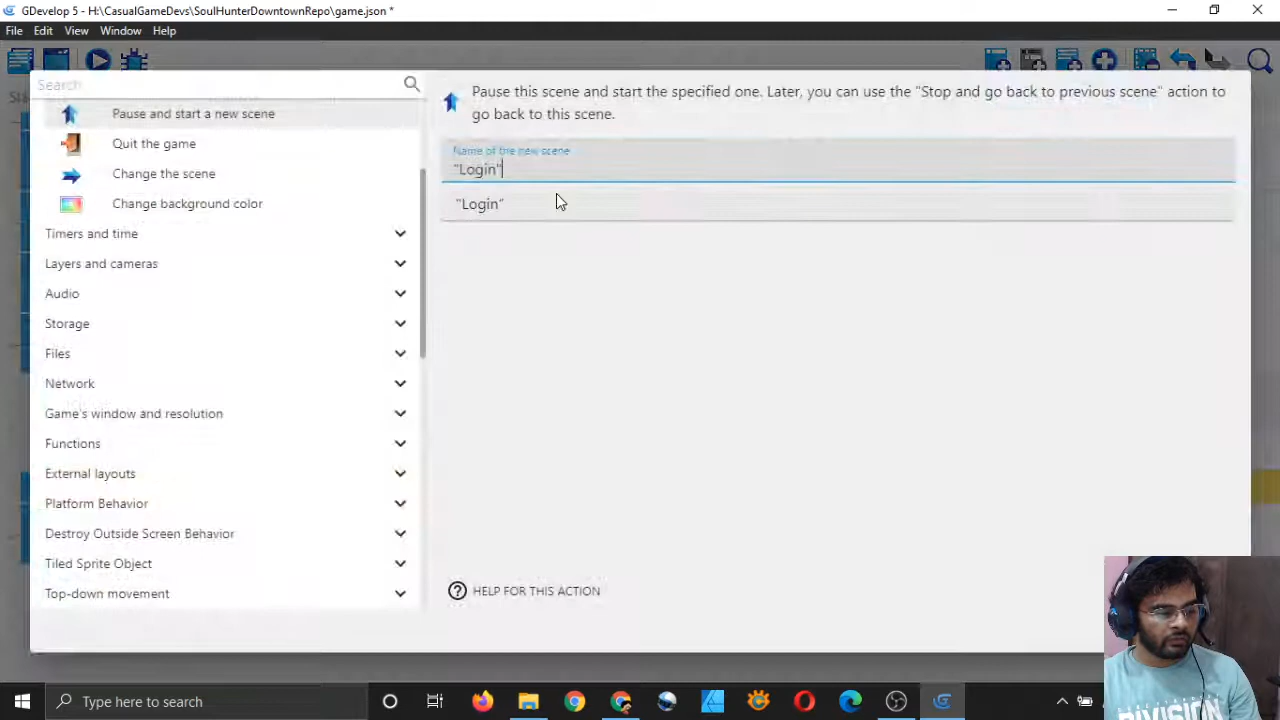 GDevelop 5 - H:\CasualGameDevs\SoulHunterDowntownRepo\game.json *
File Edit View Window Help
Search
Pause and start a new scene
Quit the game
Change the scene
Change background color
Timers and time
Layers and cameras
Audio
Storage
Files
Network
Game's window and resolution
Functions
External layouts
Platform Behavior
Destroy Outside Screen Behavior
Tiled Sprite Object
Top-down movement
Pause this scene and start the specified one. Later, you can use the "Stop and go back to previous scene" action to
go back to this scene.
Name of the new scene
"Login"
"Login"
HELP FOR THIS ACTION
DIVISION
Type here to search